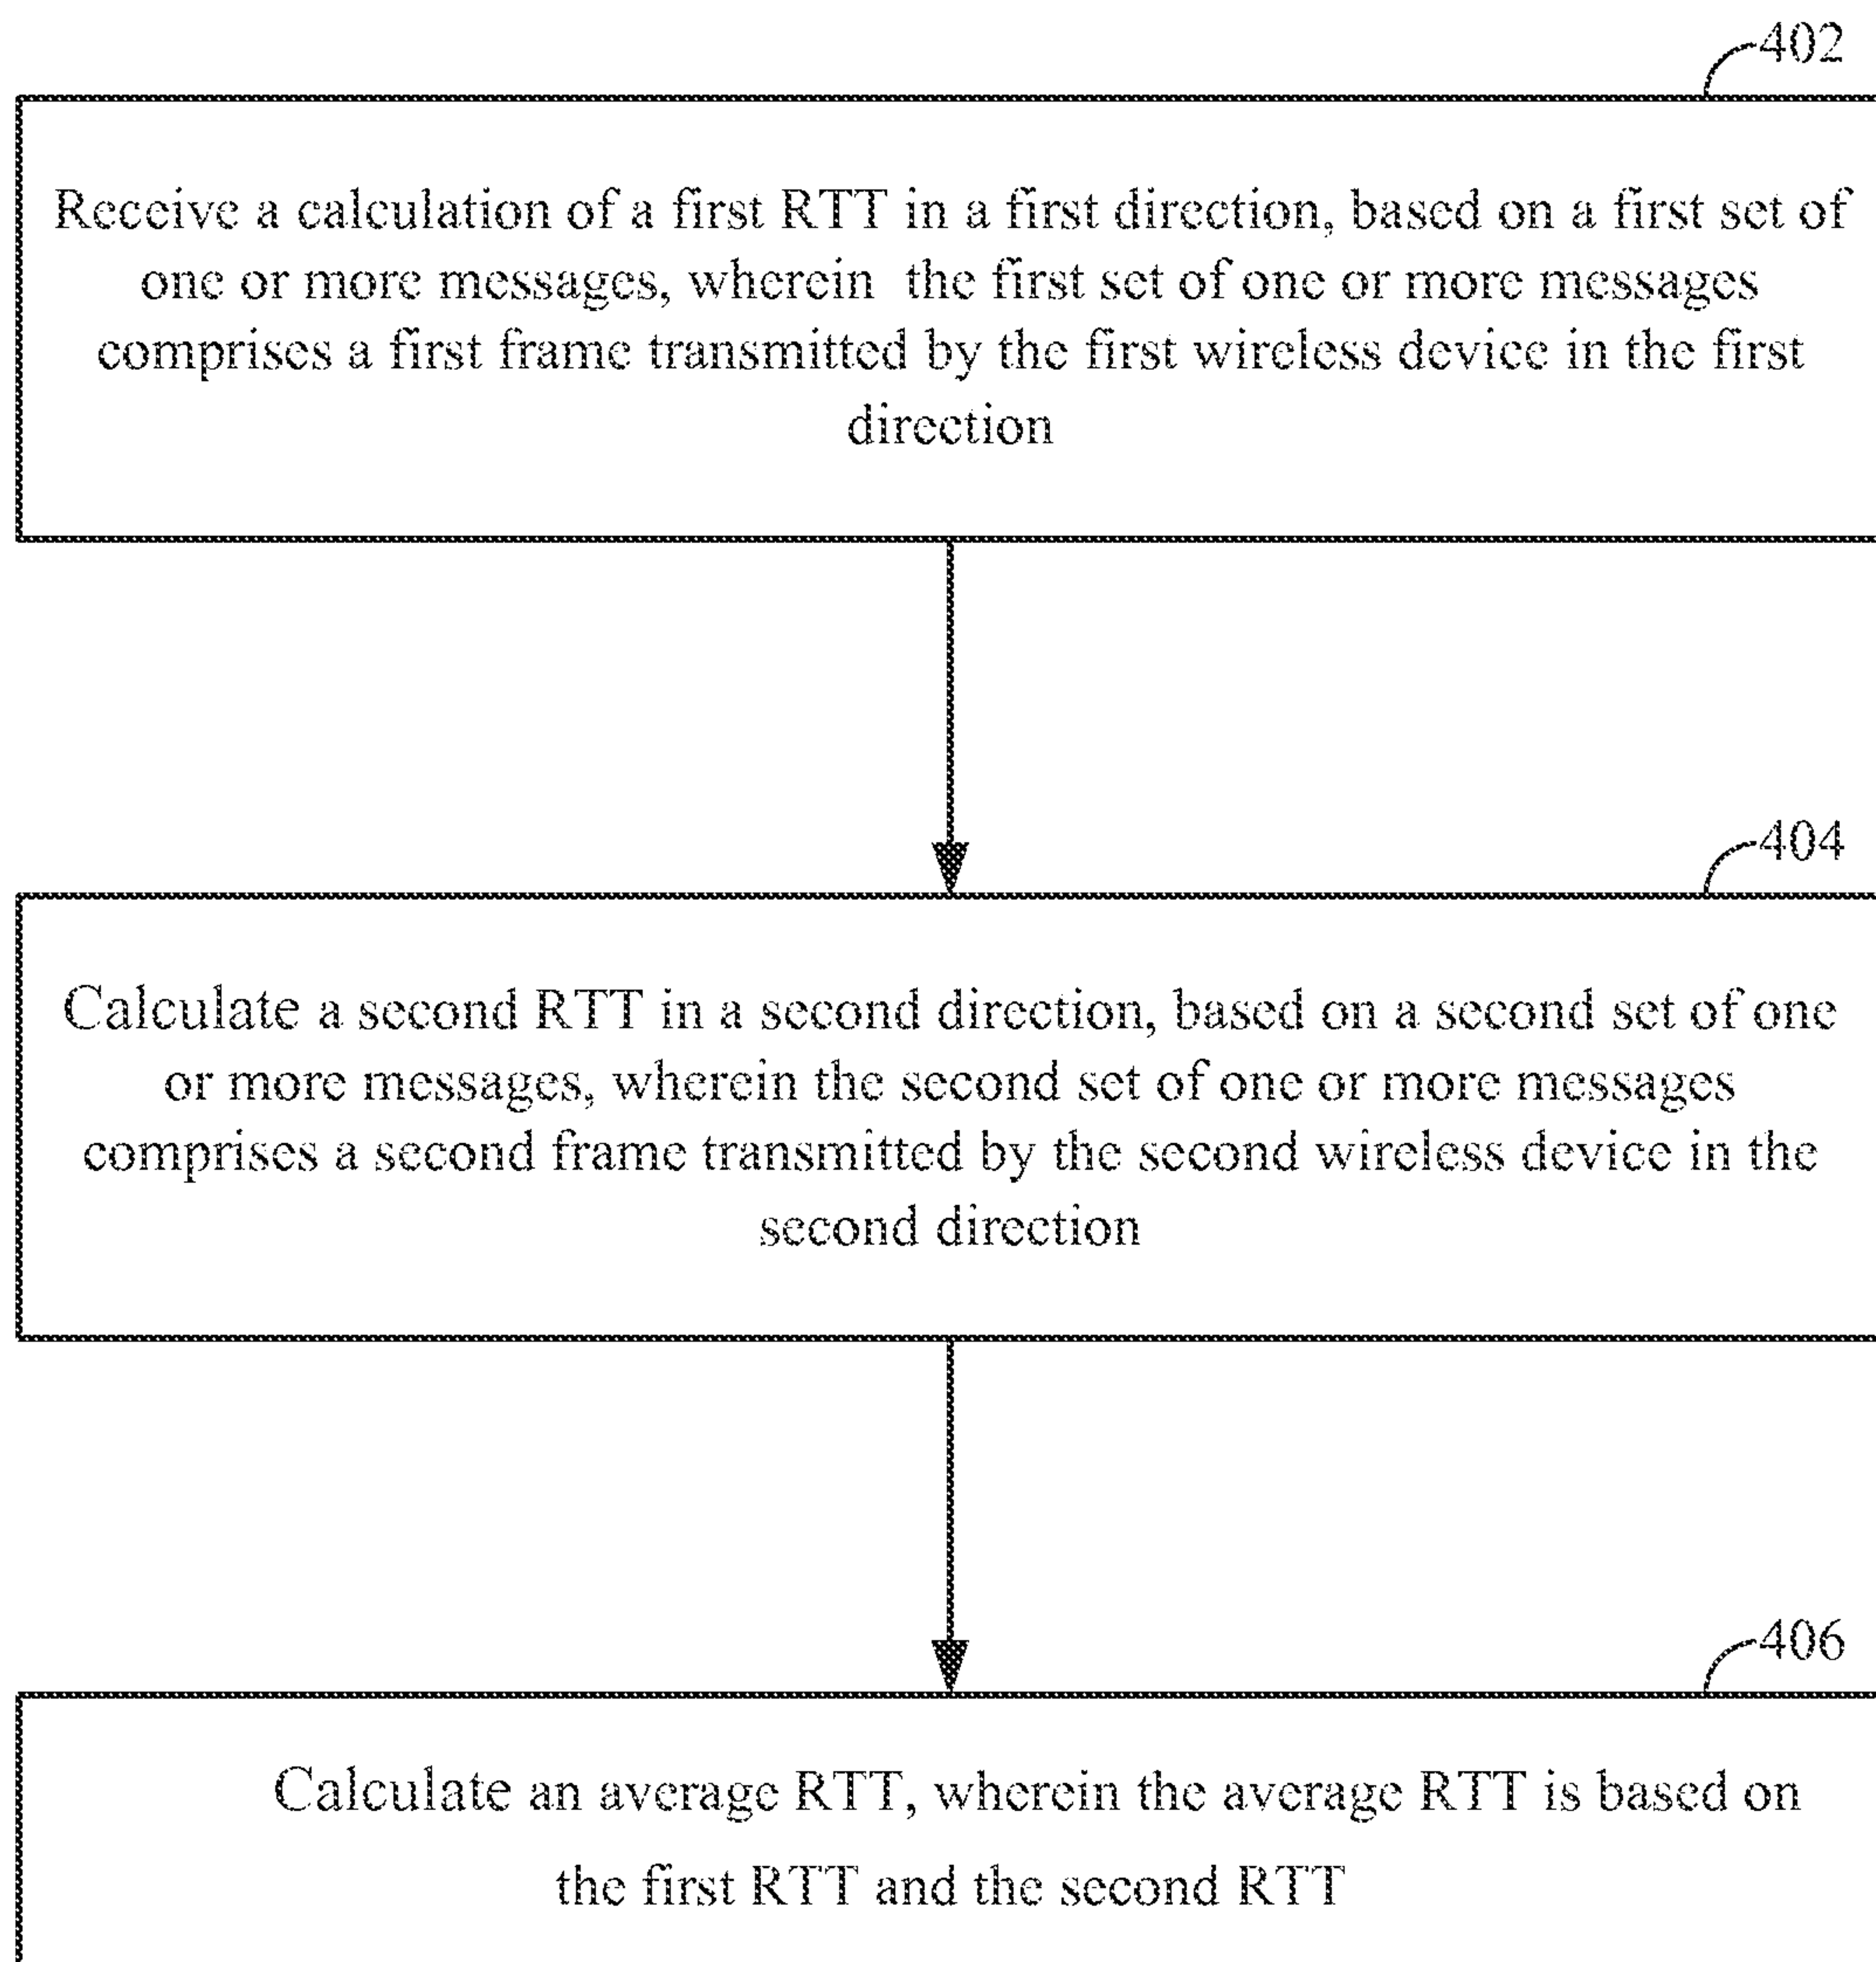 402
Receive a calculation of a first RTT in a first direction, based on a first set of
one or more messages, wherein the first set of one or more messages
comprises a first frame transmitted by the first wireless device in the first
direction
404
Calculate a second RTT in a second direction, based on a second set of one
or more messages, wherein the second set of one or more messages
comprises a second frame transmitted by the second wireless device in the
second direction
406
Calculate an average RTT, wherein the average RTT is based on
the first RTT and the second RTT